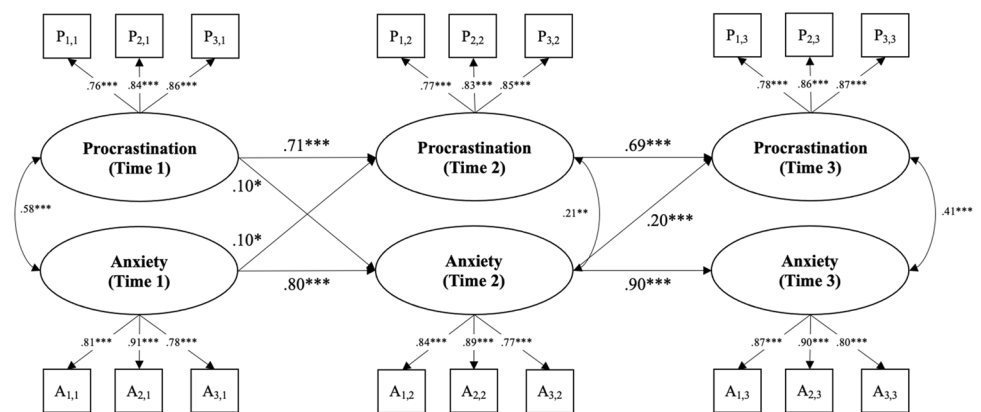 P1,1 P2,1 P3,1 P1,2 P2,2 P3,2 P1,3 P2,3 P3,3
.76*** .84*** .86*** .77*** .83*** .85*** .78*** .86*** .87***
Procrastination
(Time 1)
.71***
Procrastination
(Time 2)
.69***
Procrastination
(Time 3)
.10*
.58***
.21**
.20***
.41***
.10*
Anxiety
(Time 1)
.80***
Anxiety
(Time 2)
.90***
Anxiety
(Time 3)
.81*** .91*** .78*** .84*** .89*** .77*** .87*** .90*** .80***
A1,1 A2,1 A3,1 A1,2 A2,2 A3,2 A1,3 A2,3 A3,3